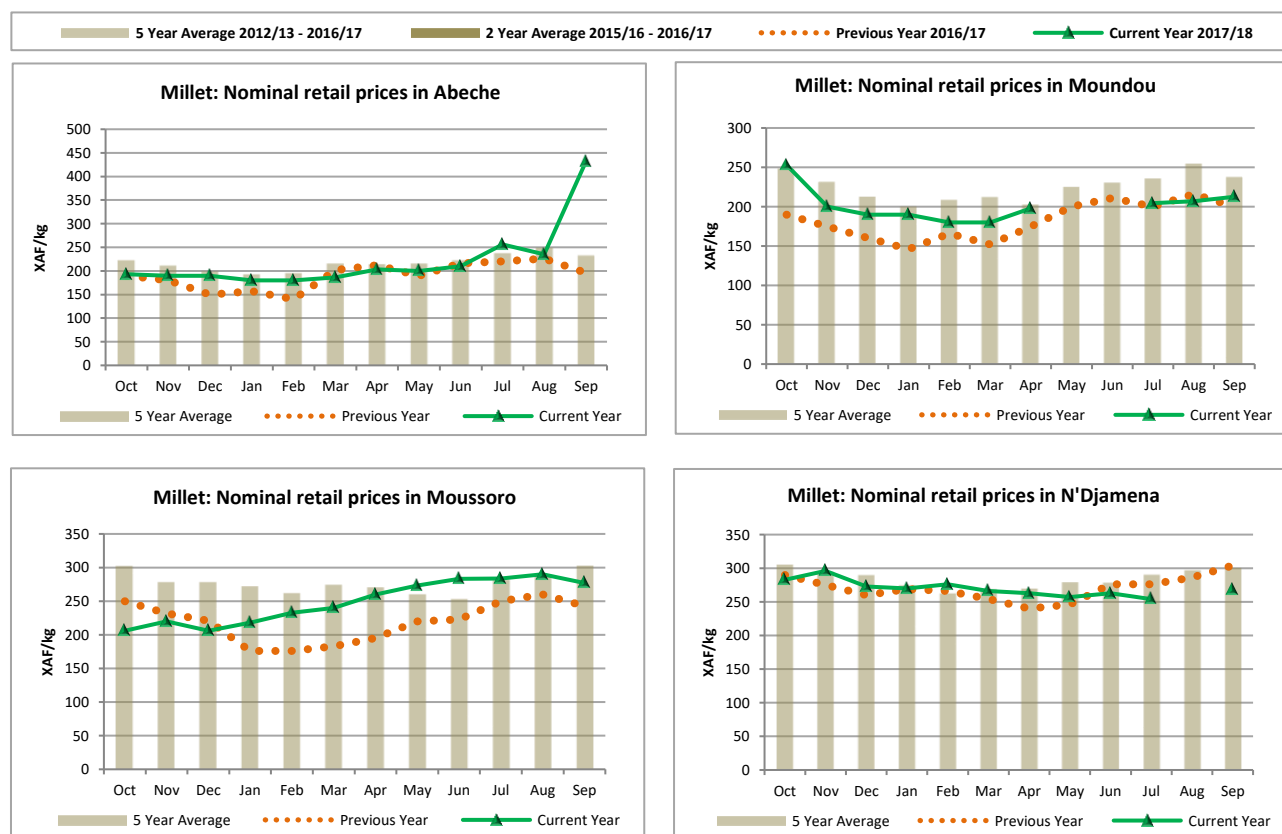 5 Year Average 2012/13 - 2016/17 2 Year Average 2015/16 - 2016/17 Previous Year 2016/17 Current Year 2017/18
Millet: Nominal retail prices in Abeche
XAF/kg
500
450
400
350
300
250
200
150
100
50
0
Oct Nov Dec Jan Feb Mar Apr May Jun Jul Aug Sep
5 Year Average Previous Year Current Year
Millet: Nominal retail prices in Moundou
XAF/kg
300
250
200
150
100
50
0
Oct Nov Dec Jan Feb Mar Apr May Jun Jul Aug Sep
5 Year Average Previous Year Current Year
Millet: Nominal retail prices in Moussoro
XAF/kg
350
300
250
200
150
100
50
0
Oct Nov Dec Jan Feb Mar Apr May Jun Jul Aug Sep
5 Year Average Previous Year Current Year
Millet: Nominal retail prices in N'Djamena
XAF/kg
350
300
250
200
150
100
50
0
Oct Nov Dec Jan Feb Mar Apr May Jun Jul Aug Sep
5 Year Average Previous Year Current Year